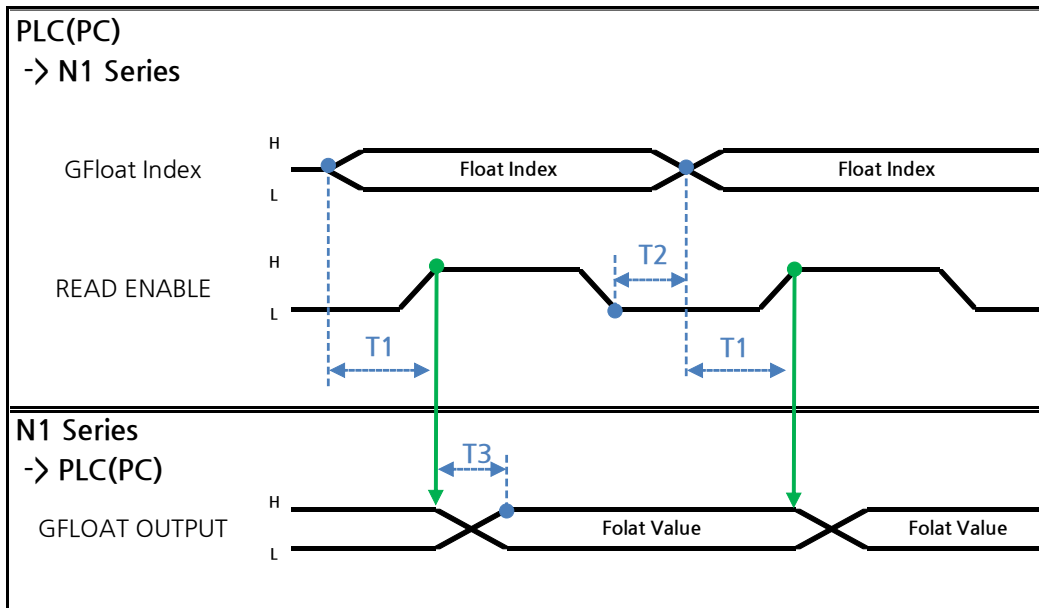 PLC(PC)
-> N1 Series
H
GFloat Index
Float Index
Float Index
L
H
T2
READ ENABLE
L
T1
T1
N1 Series
-> PLC(PC)
T3
H
GFLOAT OUTPUT
Folat Value
Folat Value
L